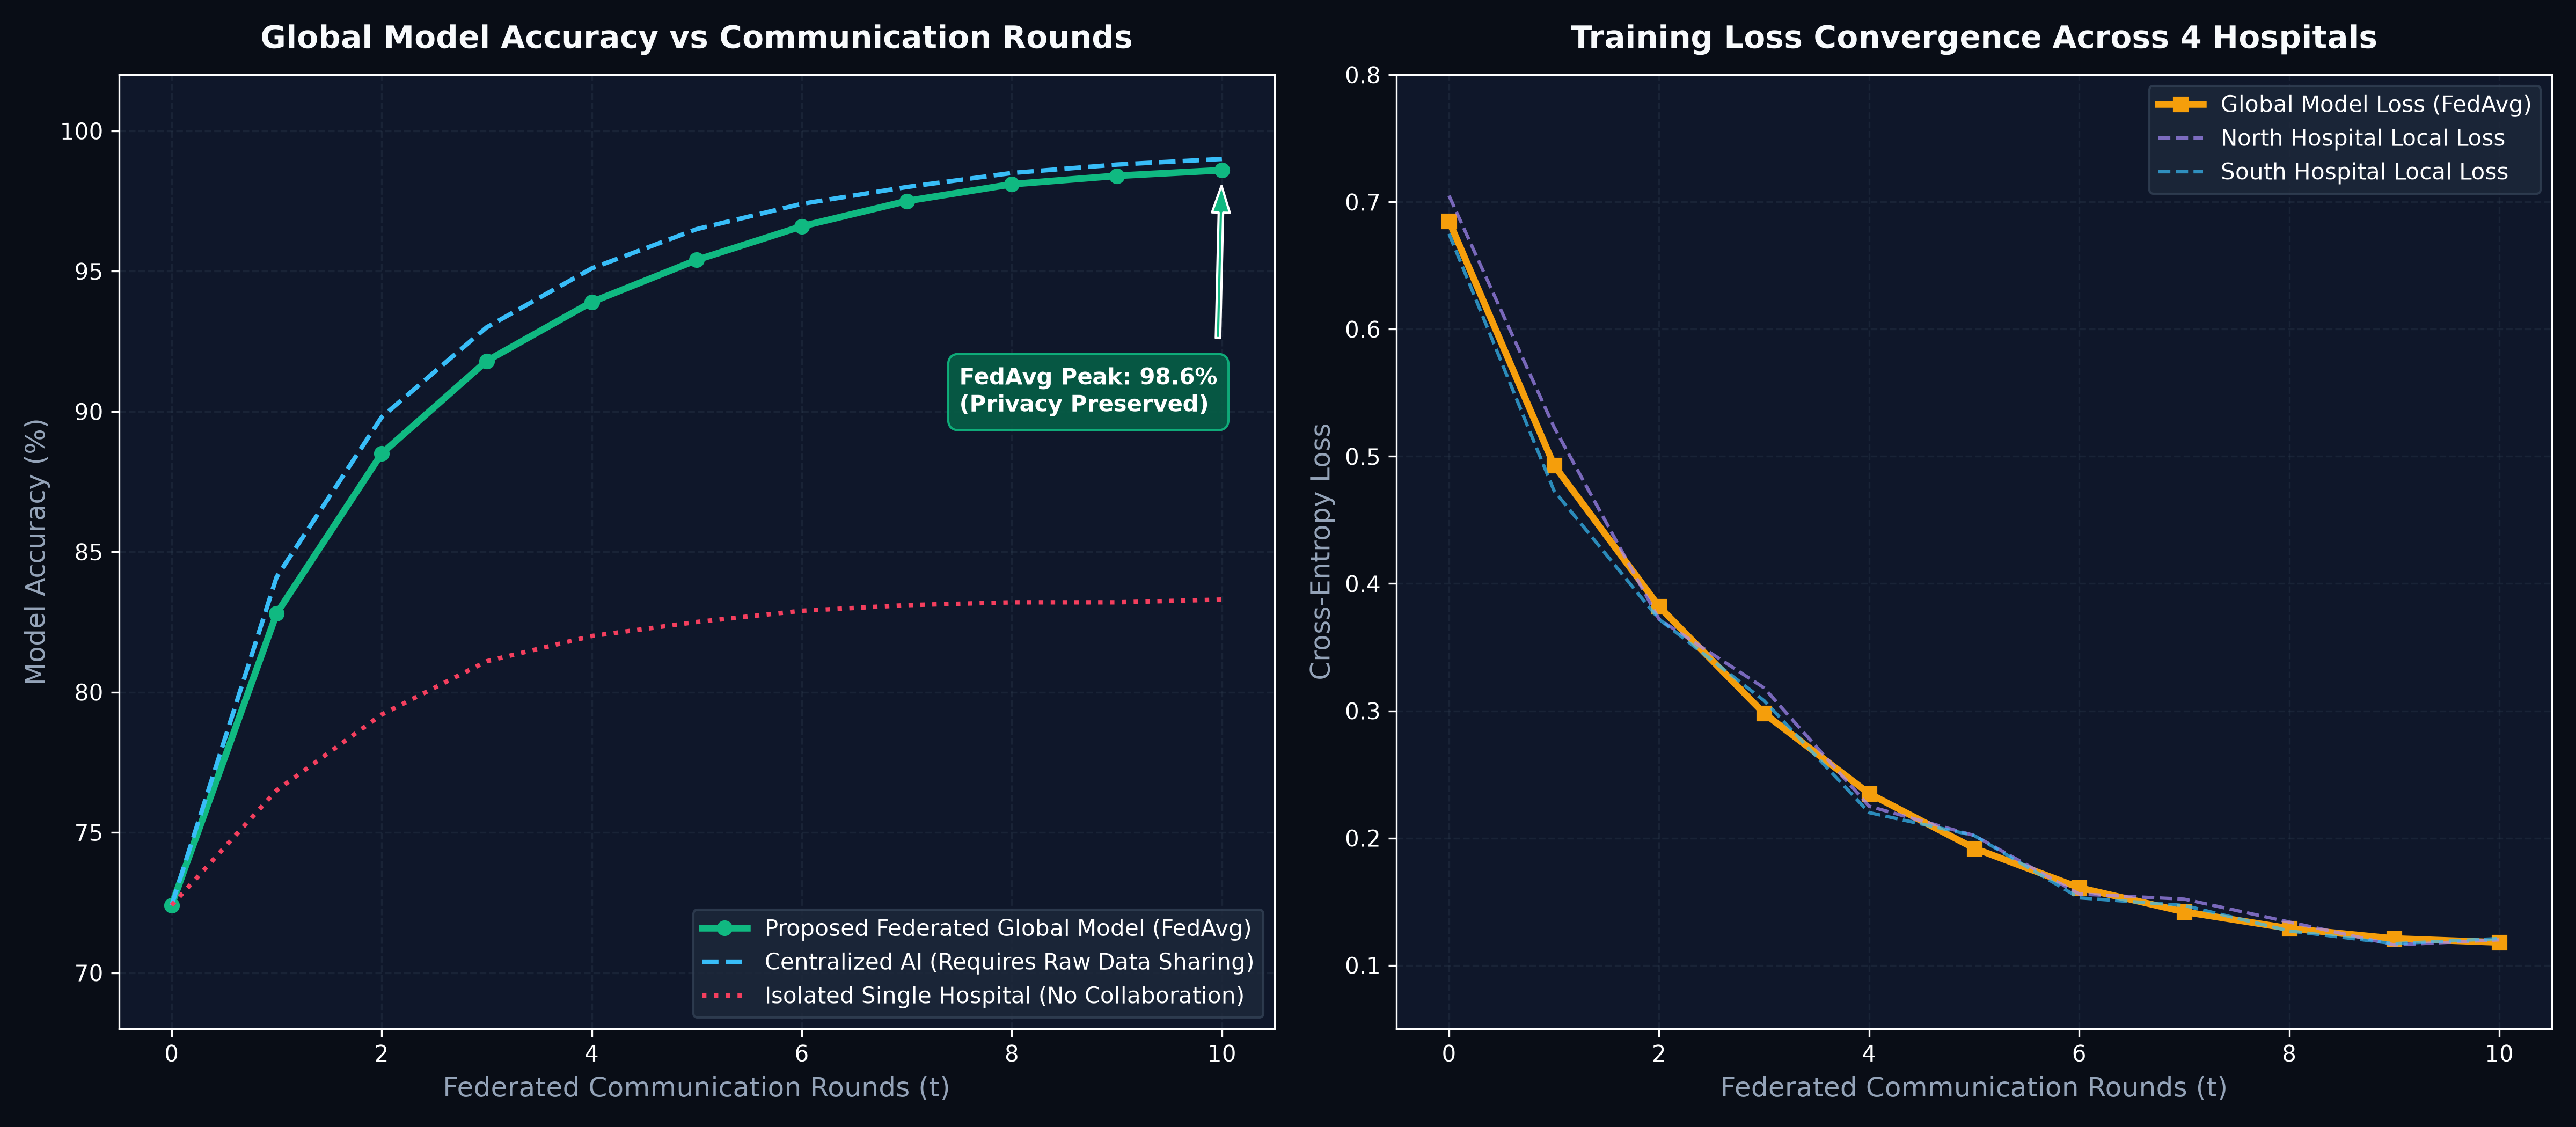 Global Model Accuracy vs Communication Rounds
Model Accuracy (%)
100
95
90
85
80
75
70
FedAvg Peak: 98.6%
(Privacy Preserved)
Proposed Federated Global Model (FedAvg)
Centralized AI (Requires Raw Data Sharing)
Isolated Single Hospital (No Collaboration)
0 2 4 6 8 10
Federated Communication Rounds (t)
Training Loss Convergence Across 4 Hospitals
Cross-Entropy Loss
0.8
0.7
0.6
0.5
0.4
0.3
0.2
0.1
Global Model Loss (FedAvg)
North Hospital Local Loss
South Hospital Local Loss
0 2 4 6 8 10
Federated Communication Rounds (t)